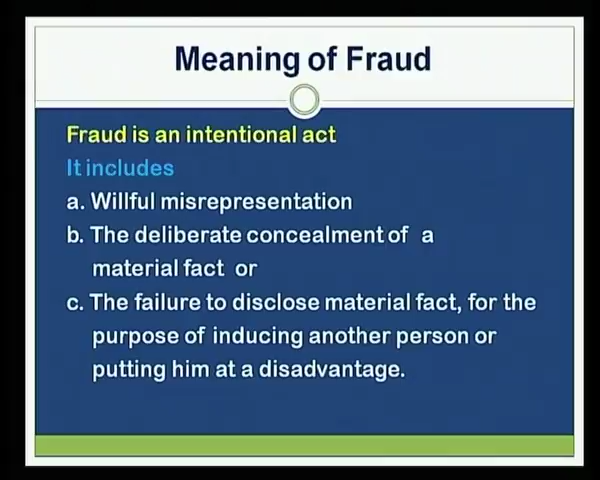 Meaning of Fraud
Fraud is an intentional act
It includes
a. Willful misrepresentation
b. The deliberate concealment of a
material fact or
c. The failure to disclose material fact, for the
purpose of inducing another person or
putting him at a disadvantage.